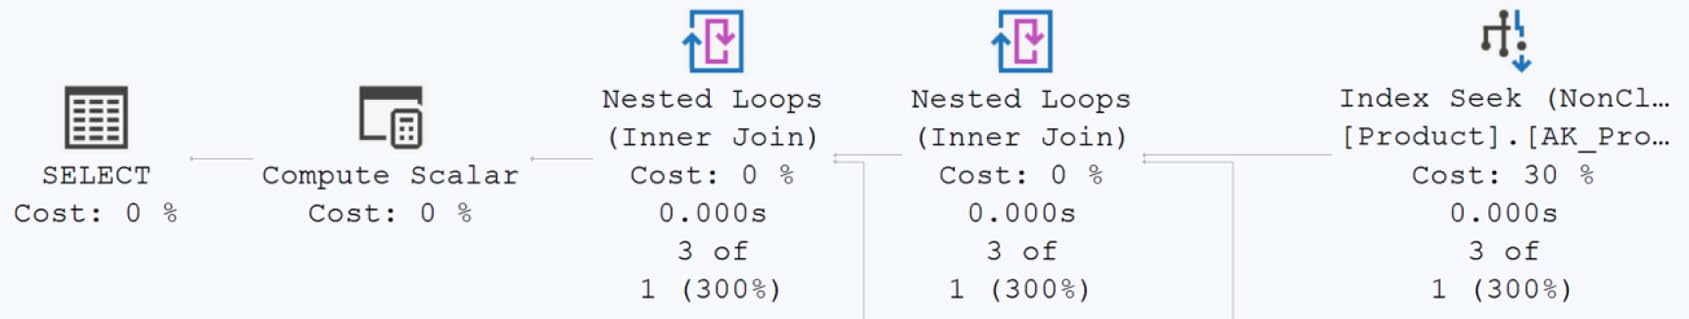 SELECT
Cost: 0 %
Compute Scalar
Cost: 0 %
Nested Loops
(Inner Join)
Cost: 0 %
0.000s
3 of
1 (300%)
Nested Loops
(Inner Join)
Cost: 0 %
0.000s
3 of
1 (300%)
Index Seek (NonCl…
[Product].[AK_Pro…
Cost: 30 %
0.000s
3 of
1 (300%)